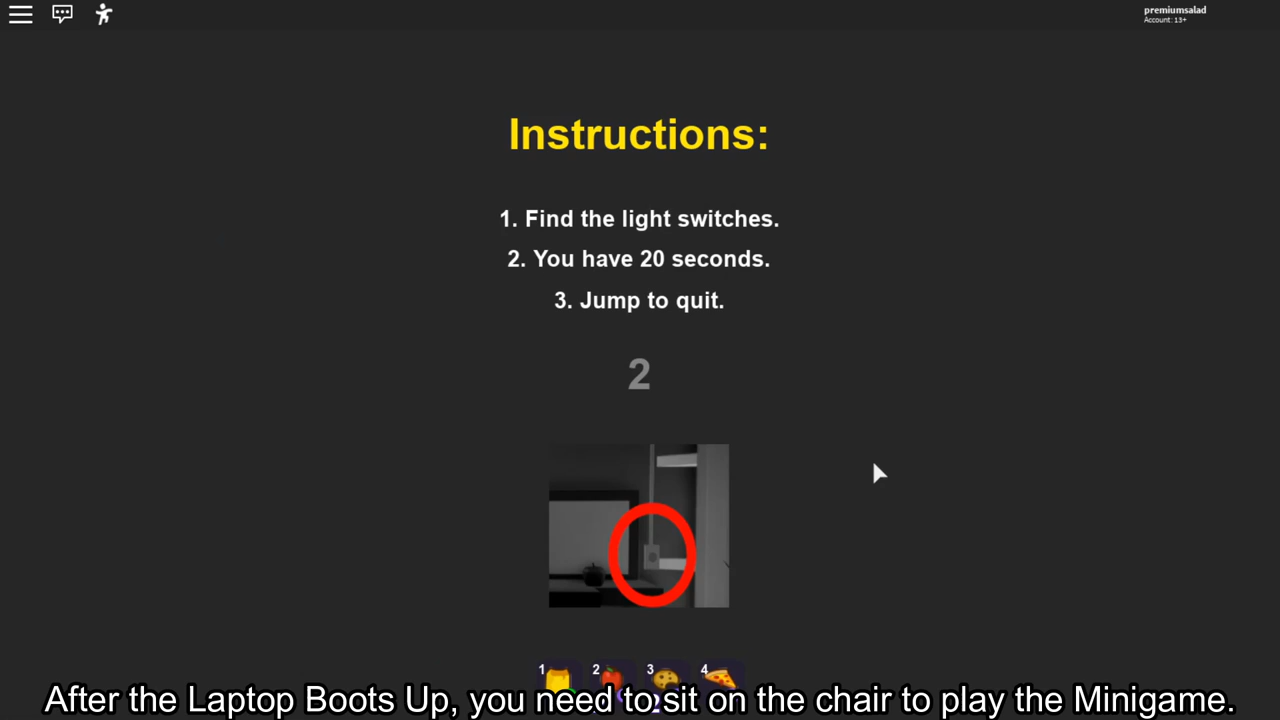 premiumsalad
Account: 13+
Instructions:
1. Find the light switches.
2. You have 20 seconds.
3. Jump to quit.
2
1 2 3 4
After the Laptop Boots Up, you need to sit on the chair to play the Minigame.